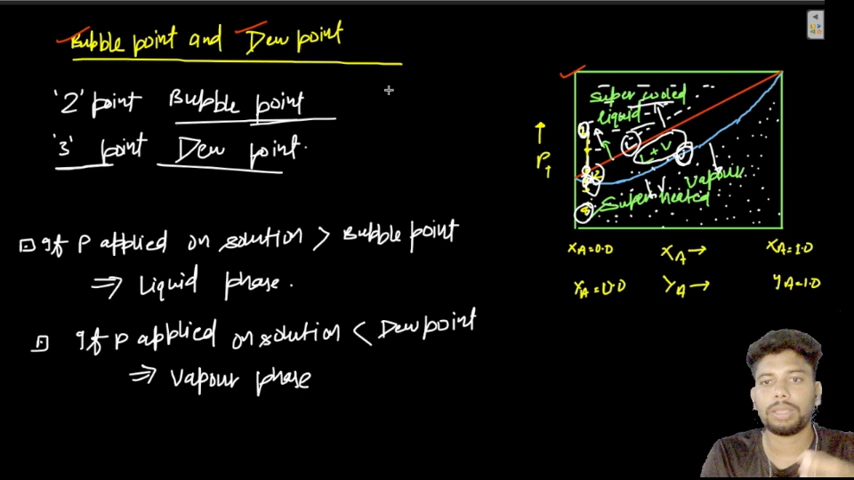 Bubble point and Dew point
'2' point Bubble point
'3' point Dew point.
If P applied on solution > Bubble point
⇒ Liquid phase.
If P applied on solution < Dew point
⇒ Vapour phase
super cooled
liquid
L + V
Vapour
Super heated
↑
P
XA=0.0 XA → XA=1.0
YA=0.0 YA → YA=1.0